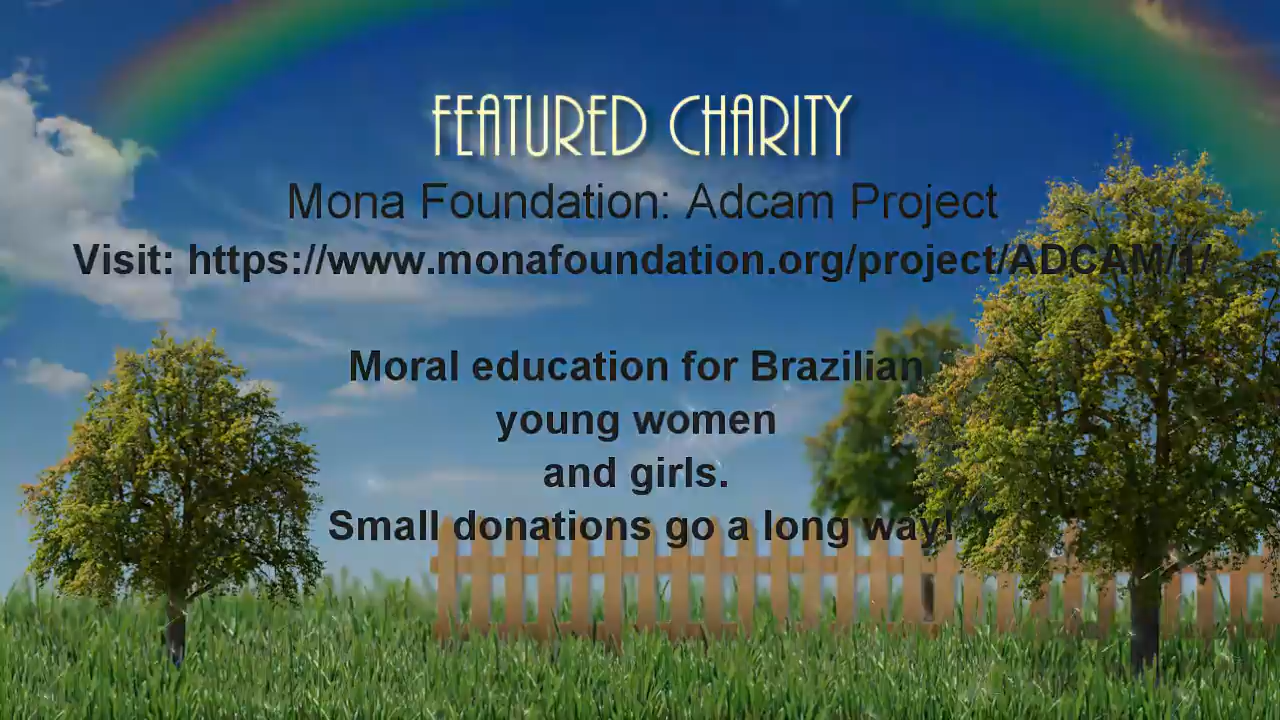 FEATURED CHARITY
Mona Foundation: Adcam Project
Visit: https://www.monafoundation.org/project/ADCAM/1/
Moral education for Brazilian
young women
and girls.
Small donations go a long way!